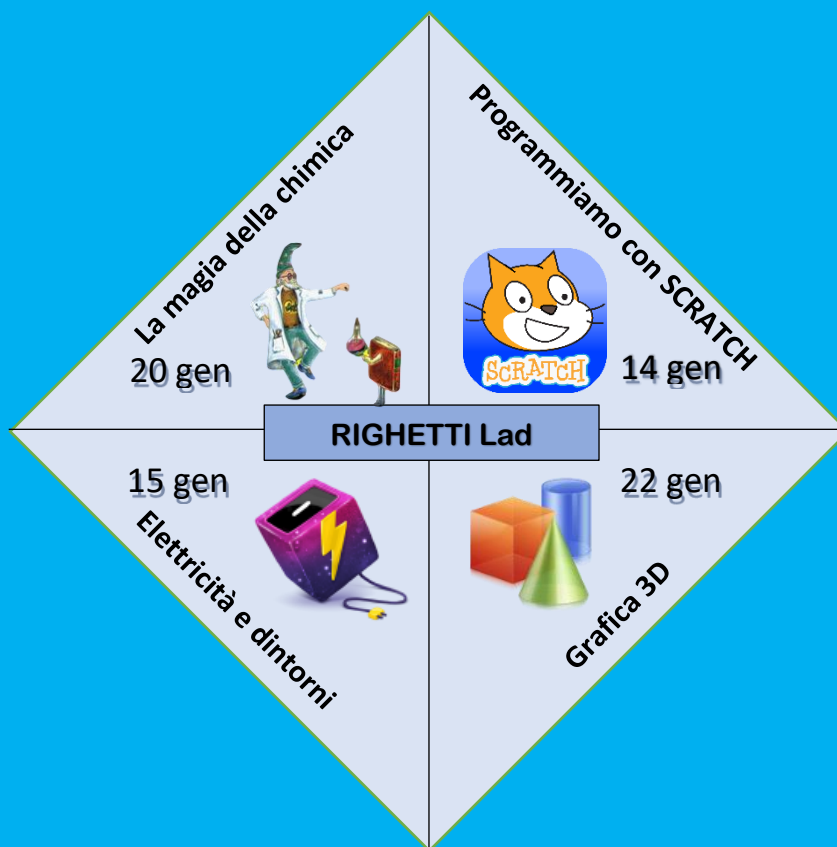 La magia della chimica
20 gen
Programmiamo con SCRATCH
SCRATCH
14 gen
RIGHETTI Lad
15 gen
Elettricità e dintorni
22 gen
Grafica 3D